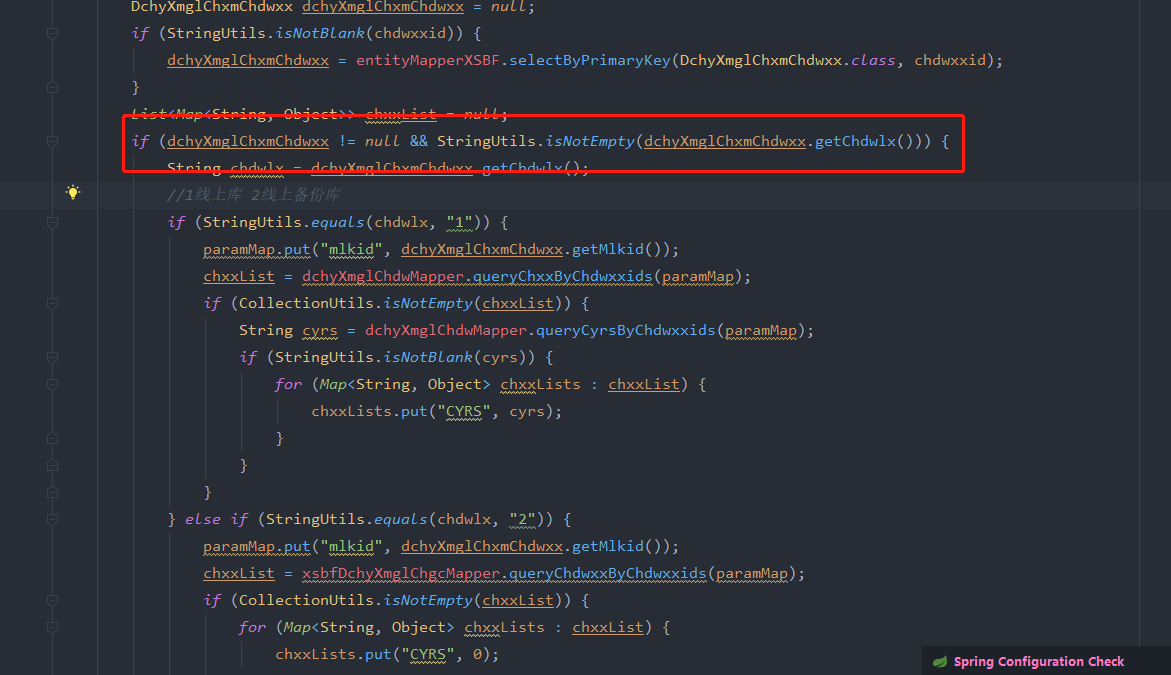 DchyXmglChxmChdwxx dchyXmglChxmChdwxx = null;
if (StringUtils.isNotBlank(chdwxxid)) {
dchyXmglChxmChdwxx = entityMapperXSBF.selectByPrimaryKey(DchyXmglChxmChdwxx.class, chdwxxid);
}
List<Map<String, Object>> chxxList = null;
if (dchyXmglChxmChdwxx != null && StringUtils.isNotEmpty(dchyXmglChxmChdwxx.getChdwlx())) {
String chdwlx = dchyXmglChxmChdwxx.getChdwlx();
//1线上库 2线上备份库
if (StringUtils.equals(chdwlx, "1")) {
paramMap.put("mlkid", dchyXmglChxmChdwxx.getMlkid());
chxxList = dchyXmglChdwMapper.queryChxxByChdwxxids(paramMap);
if (CollectionUtils.isNotEmpty(chxxList)) {
String cyrs = dchyXmglChdwMapper.queryCyrsByChdwxxids(paramMap);
if (StringUtils.isNotBlank(cyrs)) {
for (Map<String, Object> chxxLists : chxxList) {
chxxLists.put("CYRS", cyrs);
}
}
}
} else if (StringUtils.equals(chdwlx, "2")) {
paramMap.put("mlkid", dchyXmglChxmChdwxx.getMlkid());
chxxList = xsbfDchyXmglChgcMapper.queryChdwxxByChdwxxids(paramMap);
if (CollectionUtils.isNotEmpty(chxxList)) {
for (Map<String, Object> chxxLists : chxxList) {
chxxLists.put("CYRS", 0);
Spring Configuration Check